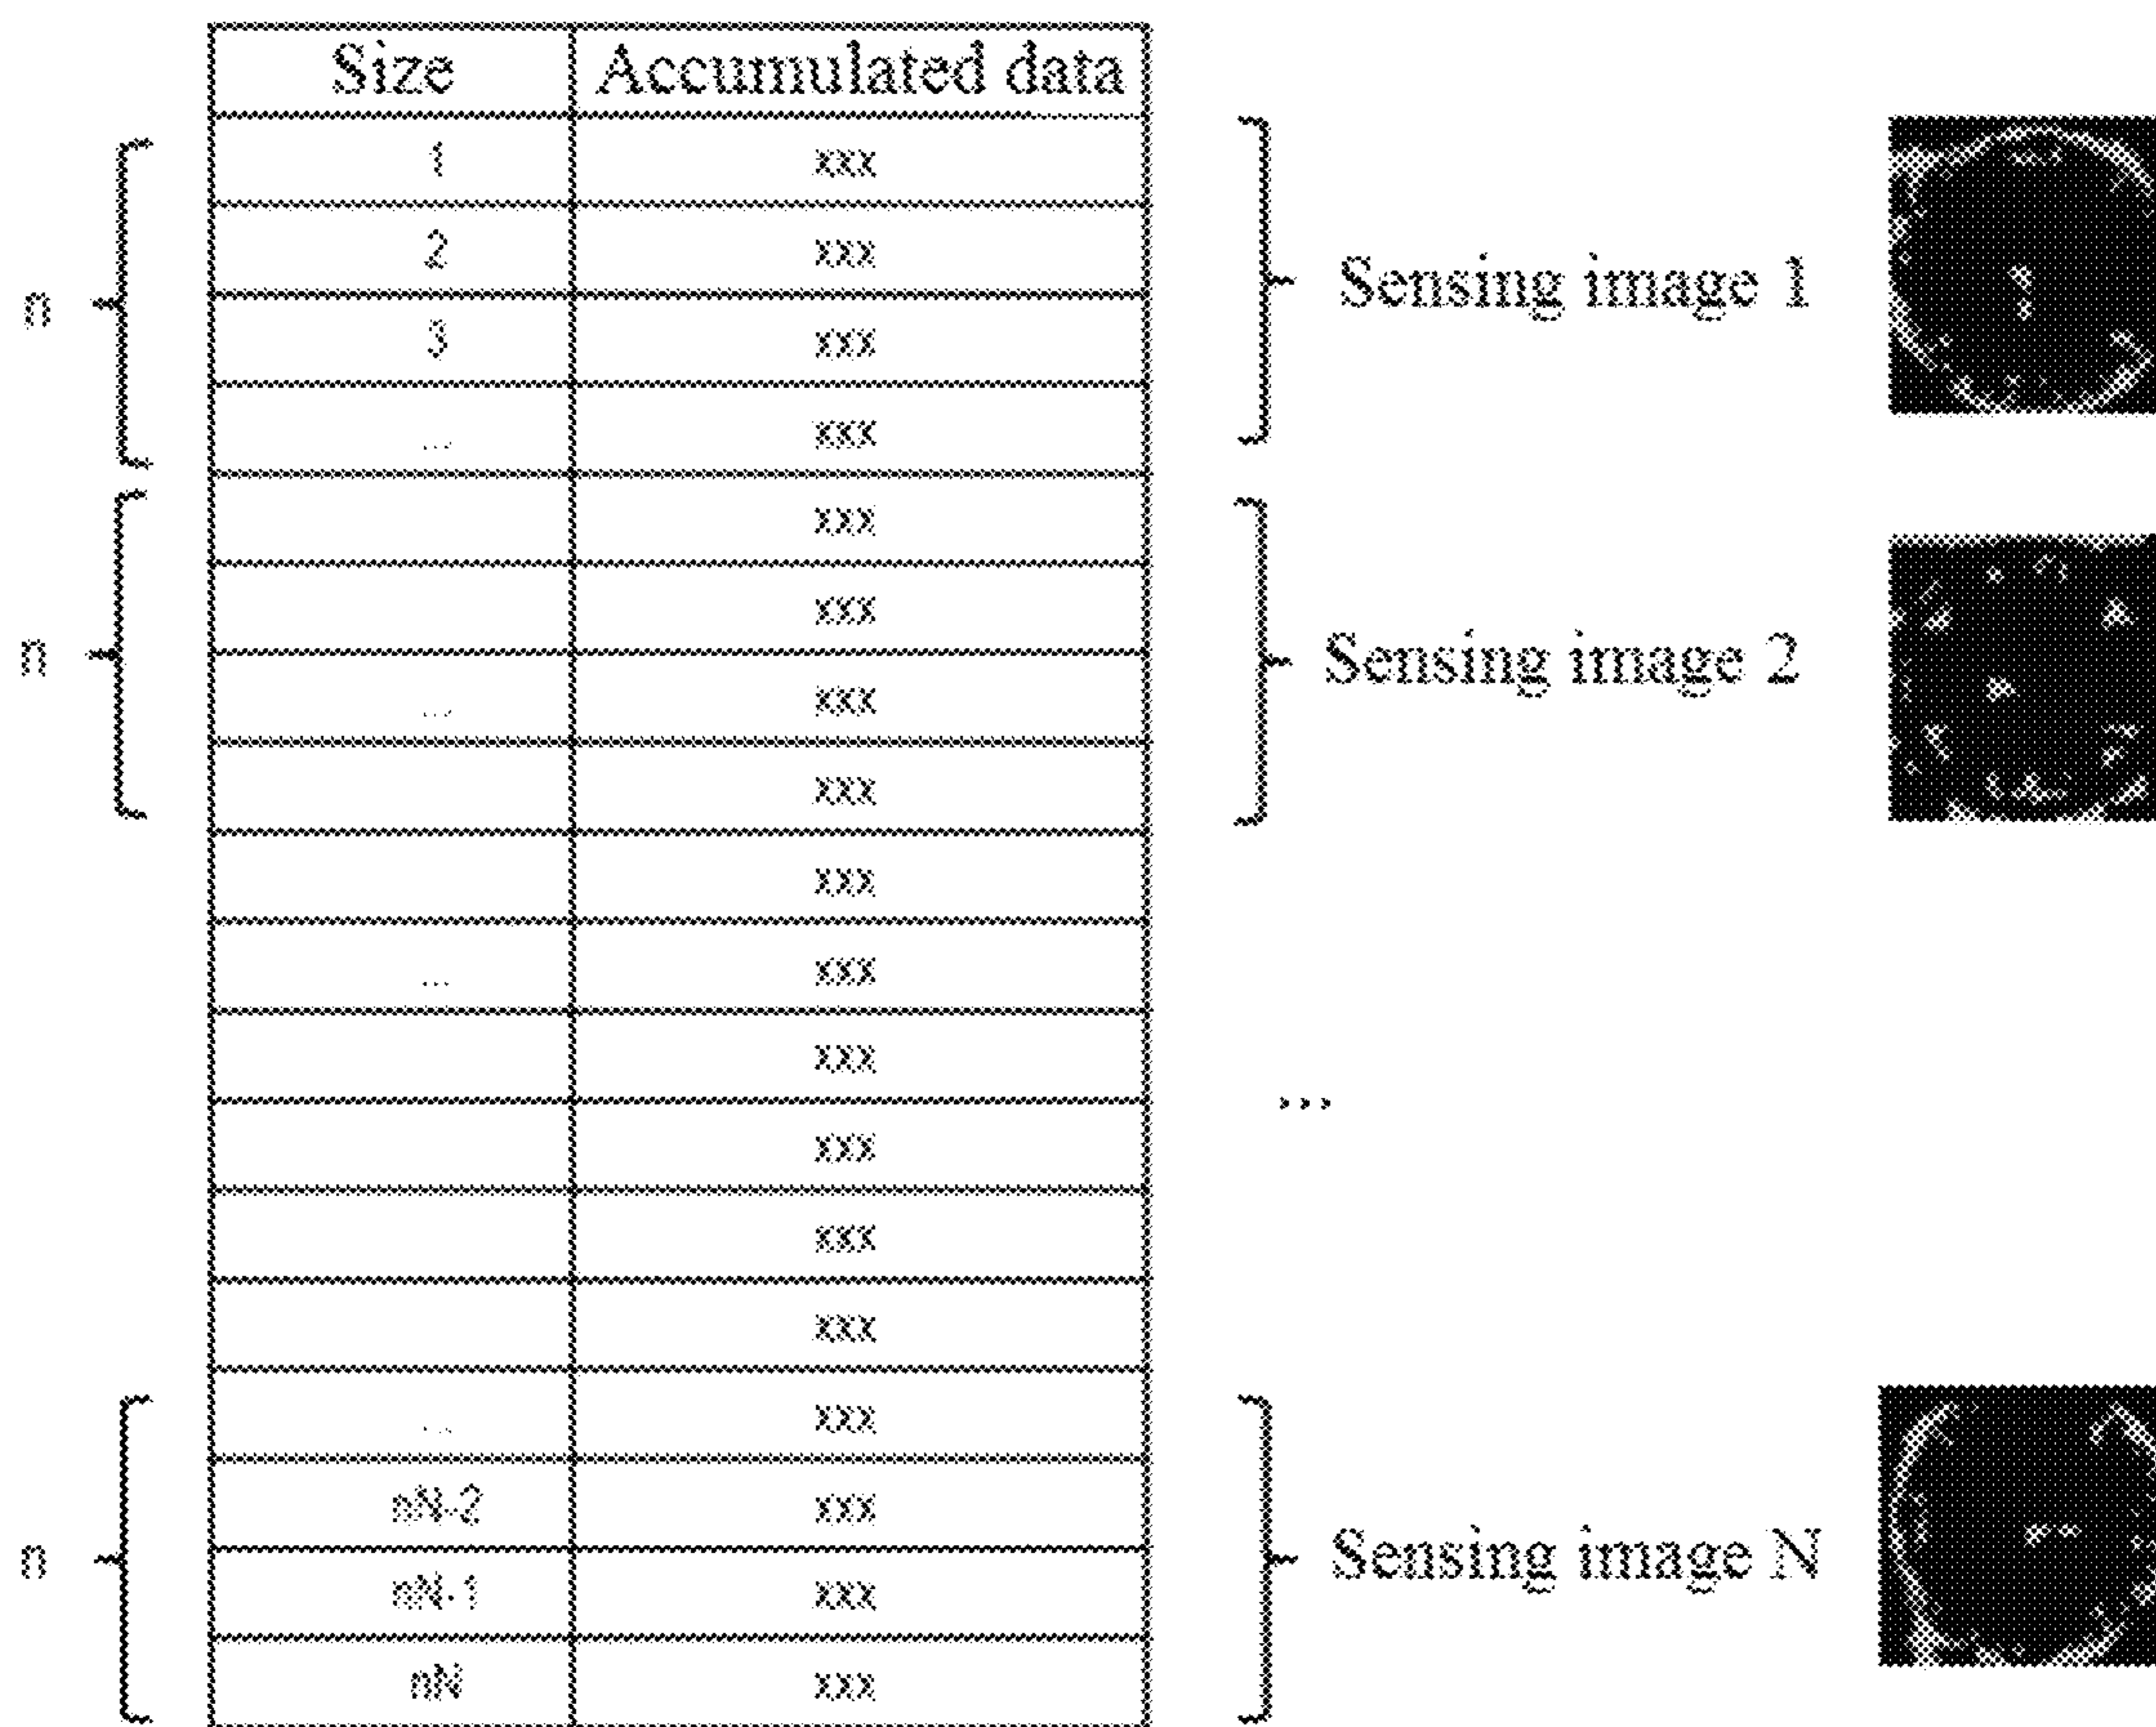 Size Accumulated data
1 xxx
2 xxx
n Sensing image 1
3 xxx
... xxx
xxx
xxx
n Sensing image 2
... xxx
xxx
xxx
... xxx
xxx
...
xxx
xxx
xxx
... xxx
nN-2 xxx
n Sensing image N
nN-1 xxx
nN xxx